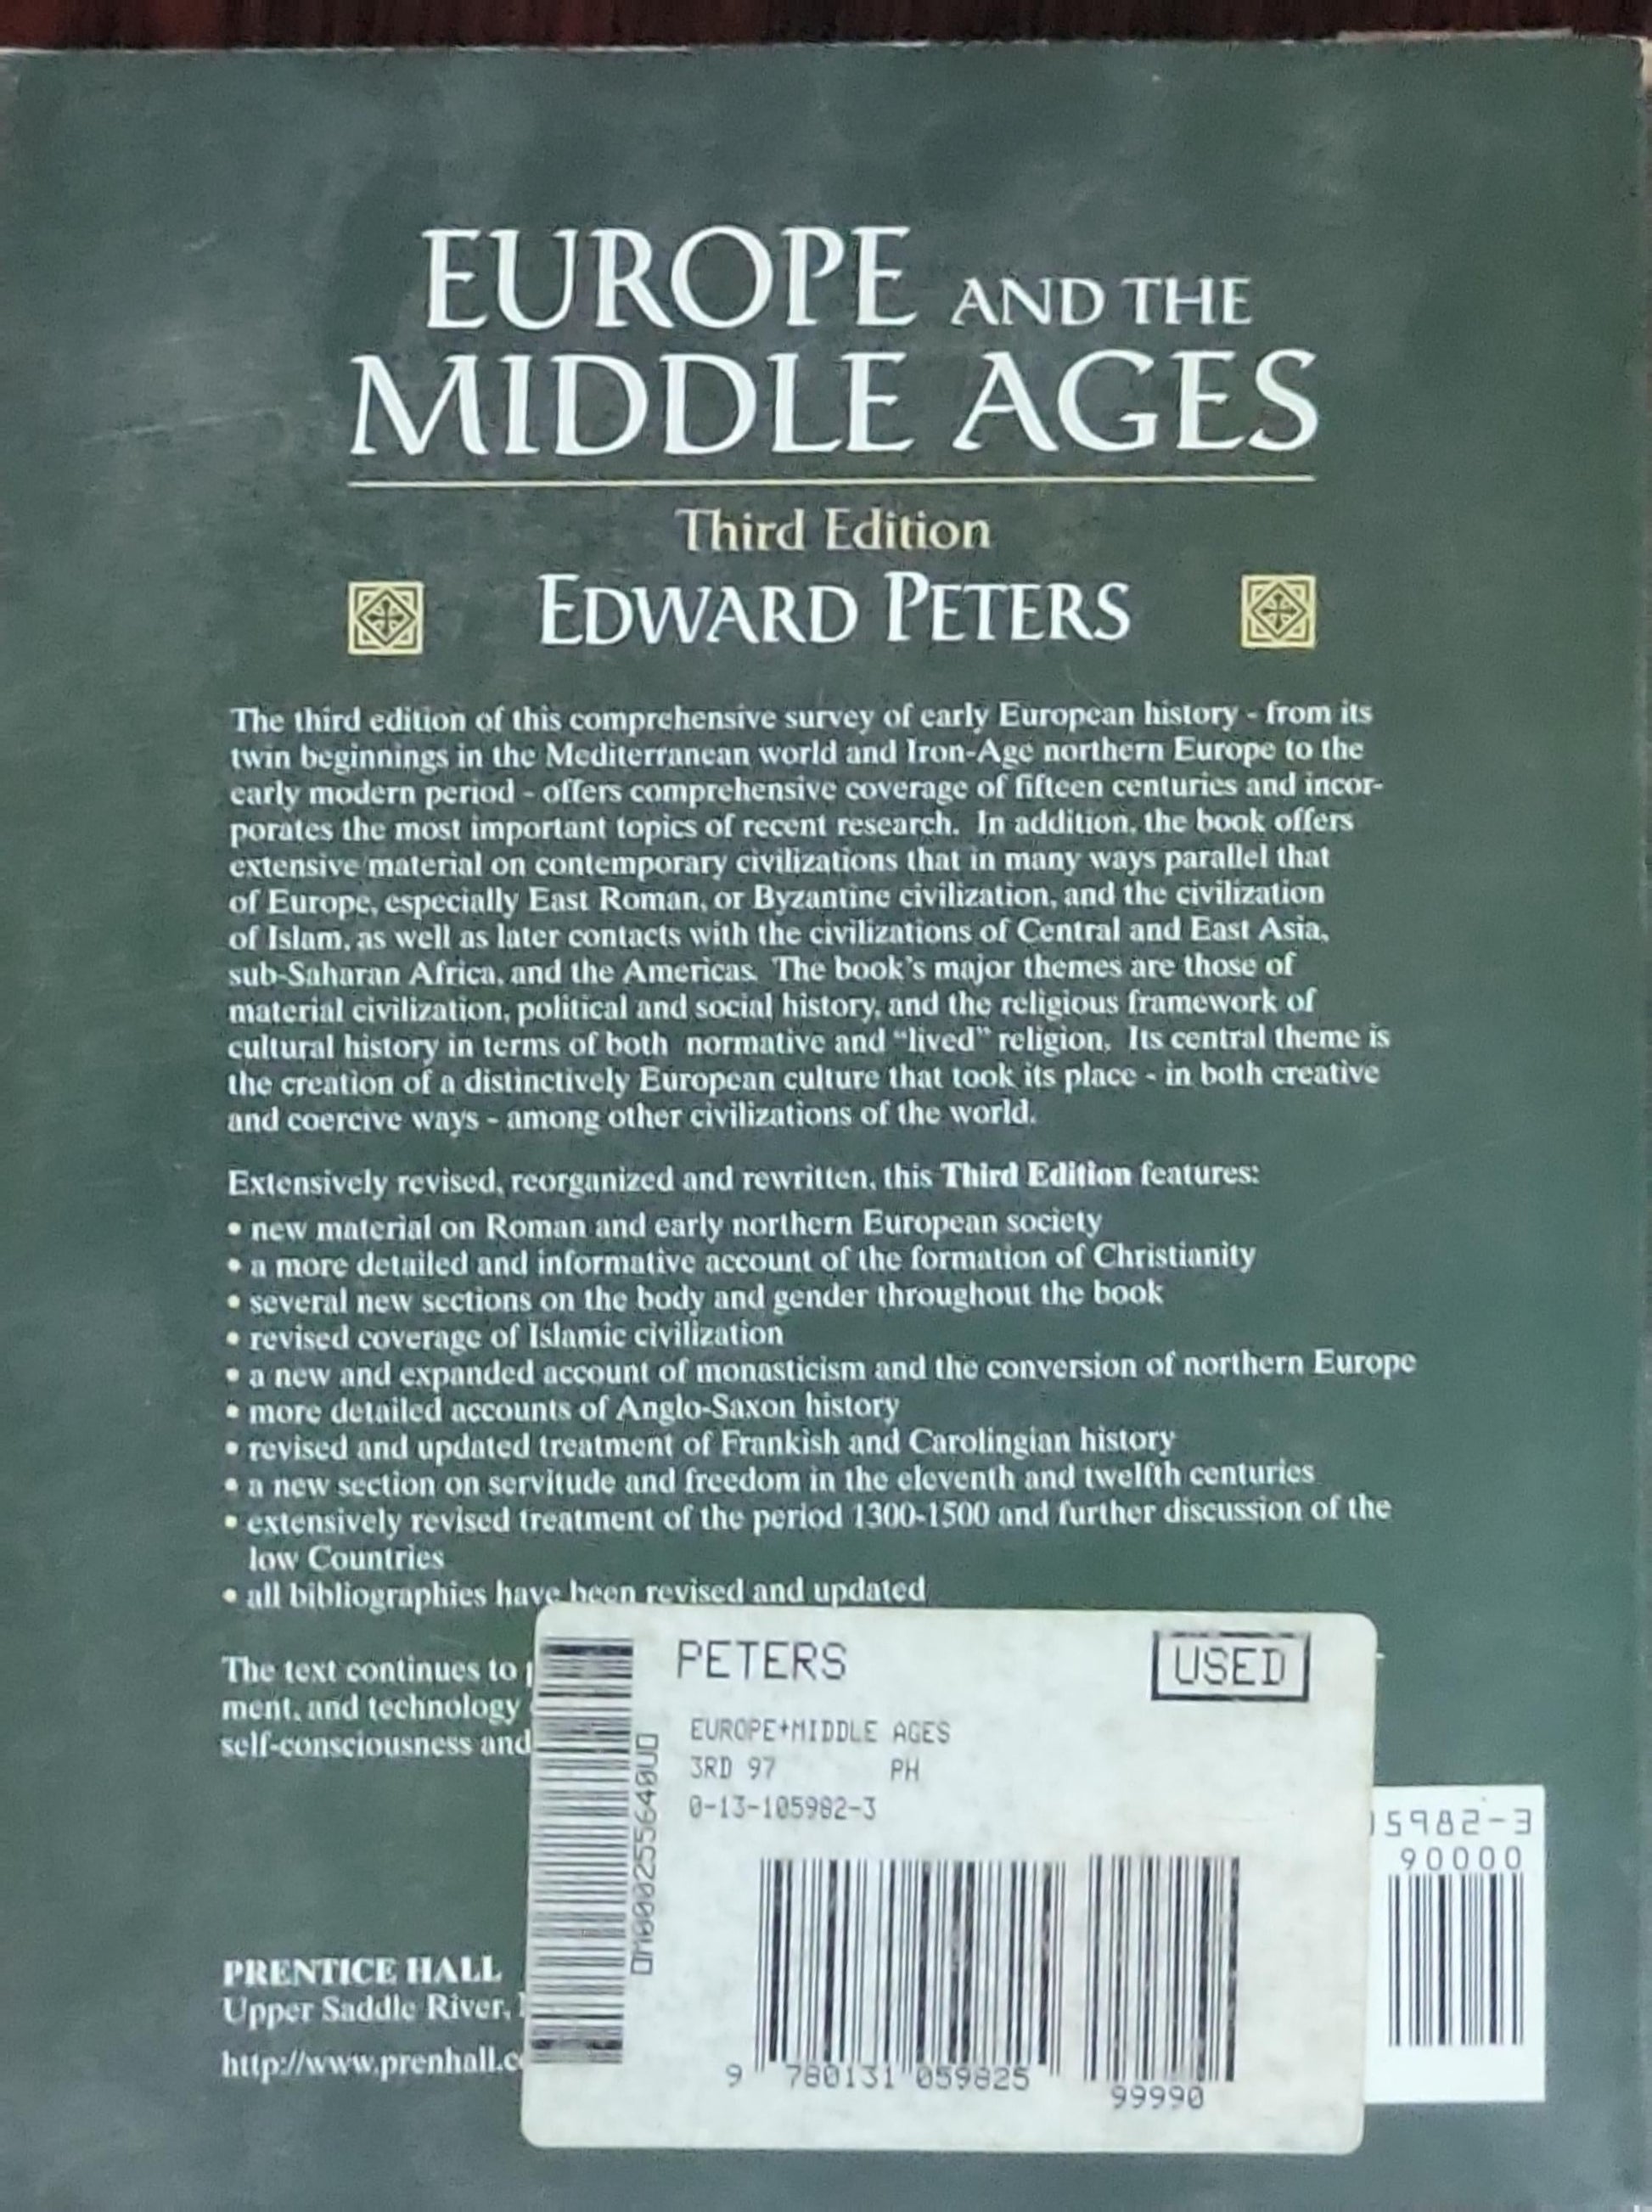 EUROPE AND THE
MIDDLE AGES
Third Edition
EDWARD PETERS
The third edition of this comprehensive survey of early European history - from its
twin beginnings in the Mediterranean world and Iron-Age northern Europe to the
early modern period - offers comprehensive coverage of fifteen centuries and incor-
porates the most important topics of recent research. In addition, the book offers
extensive material on contemporary civilizations that in many ways parallel that
of Europe, especially East Roman, or Byzantine civilization, and the civilization
of Islam, as well as later contacts with the civilizations of Central and East Asia,
sub-Saharan Africa, and the Americas. The book's major themes are those of
material civilization, political and social history, and the religious framework of
cultural history in terms of both normative and “lived” religion. Its central theme is
the creation of a distinctively European culture that took its place - in both creative
and coercive ways - among other civilizations of the world.
Extensively revised, reorganized and rewritten, this Third Edition features:
• new material on Roman and early northern European society
• a more detailed and informative account of the formation of Christianity
• several new sections on the body and gender throughout the book
• revised coverage of Islamic civilization
• a new and expanded account of monasticism and the conversion of northern Europe
• more detailed accounts of Anglo-Saxon history
• revised and updated treatment of Frankish and Carolingian history
• a new section on servitude and freedom in the eleventh and twelfth centuries
• extensively revised treatment of the period 1300-1500 and further discussion of the
low Countries
• all bibliographies have been revised and updated
The text continues to
ment, and technology
self-consciousness and
PETERS
USED
EUROPE+MIDDLE AGES
3RD 97 PH
0-13-105982-3
DM000255640UD
9 780131 059825
99990
5982-3
90000
PRENTICE HALL
Upper Saddle River,
http://www.prenhall.c